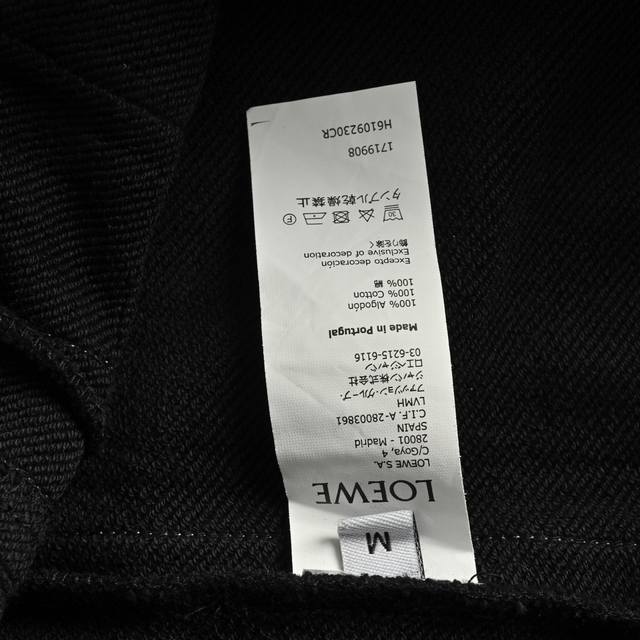 M
LOEWE
LOEWE S.A.
C/Goya, 4
28001 - Madrid
SPAIN
C.I.F. A-28003861
LVMH
ファッション・グループ・
ジャパン株式会社
ロエベジャパン
03-6215-6116
Made in Portugal
100% Algodón
100% Cotton
100% 綿
Excepto decoración
Exclusive of decoration
飾りを除く
30 F
タンブル乾燥禁止
1719908
H6109230CR